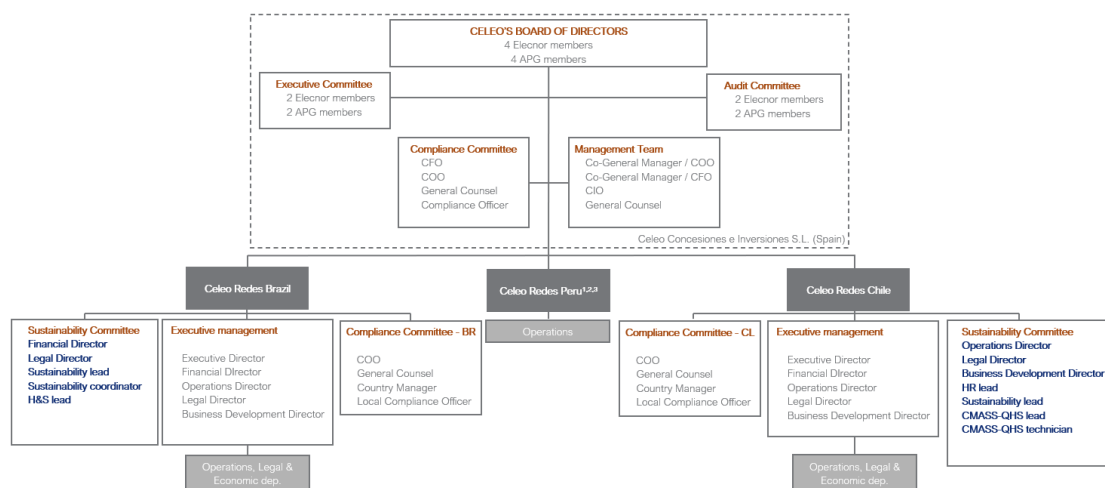 CELEO'S BOARD OF DIRECTORS
4 Elecnor members
4 APG members
Executive Committee
2 Elecnor members
2 APG members
Audit Committee
2 Elecnor members
2 APG members
Compliance Committee
CFO
COO
General Counsel
Compliance Officer
Management Team
Co-General Manager / COO
Co-General Manager / CFO
CIO
General Counsel
Celeo Concesiones e Inversiones S.L. (Spain)
Celeo Redes Brazil
Celeo Redes Peru¹,²,³
Celeo Redes Chile
Sustainability Committee
Financial Director
Legal Director
Sustainability lead
Sustainability coordinator
H&S lead
Executive management
Executive Director
Financial DIrector
Operations Director
Legal Director
Business Development Director
Operations, Legal &
Economic dep.
Compliance Committee - BR
COO
General Counsel
Country Manager
Local Compliance Officer
Operations
Compliance Committee - CL
COO
General Counsel
Country Manager
Local Compliance Officer
Executive management
Executive Director
Financial DIrector
Operations Director
Legal Director
Business Development Director
Operations, Legal &
Economic dep.
Sustainability Committee
Operations Director
Legal Director
Business Development Director
HR lead
Sustainability lead
CMASS-QHS lead
CMASS-QHS technician